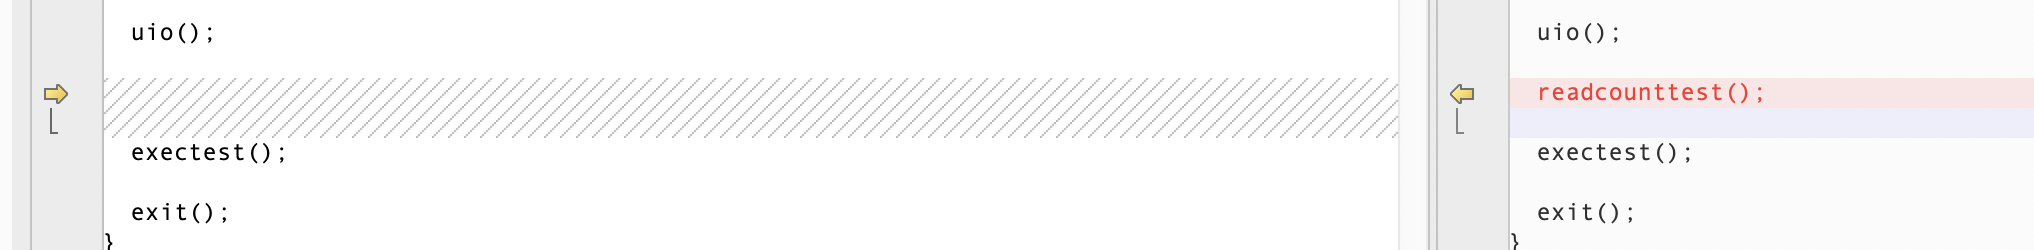 uio();
exectest();
exit();
}
uio();
readcounttest();
exectest();
exit();
}